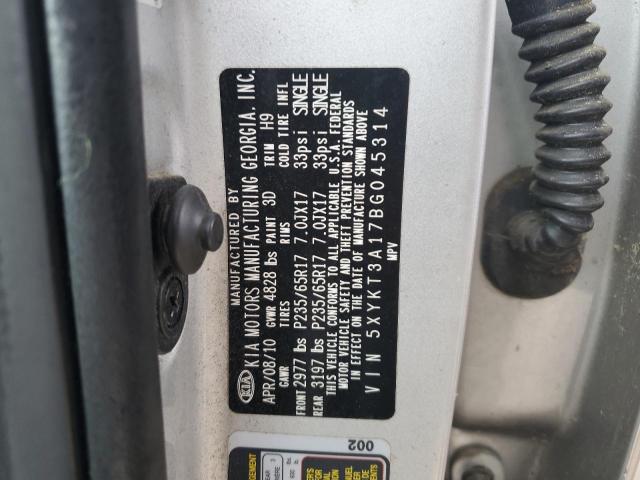 MANUFACTURED BY
KIA KIA MOTORS MANUFACTURING GEORGIA. INC.
APR/08/10 GVWR 4828 lbs PAINT 3D TRIM H9
GAWR TIRES RIMS COLD TIRE INFL
FRONT 2977 lbs P235/65R17 7.0JX17 33psi SINGLE
REAR 3197 lbs P235/65R17 7.0JX17 33psi SINGLE
THIS VEHICLE CONFORMS TO ALL APPLICABLE U.S.A. FEDERAL
MOTOR VEHICLE SAFETY AND THEFT PREVENTION STANDARDS
IN EFFECT ON THE DATE OF MANUFACTURE SHOWN ABOVE
VIN 5XYKT3A17BG045314
MPV
002